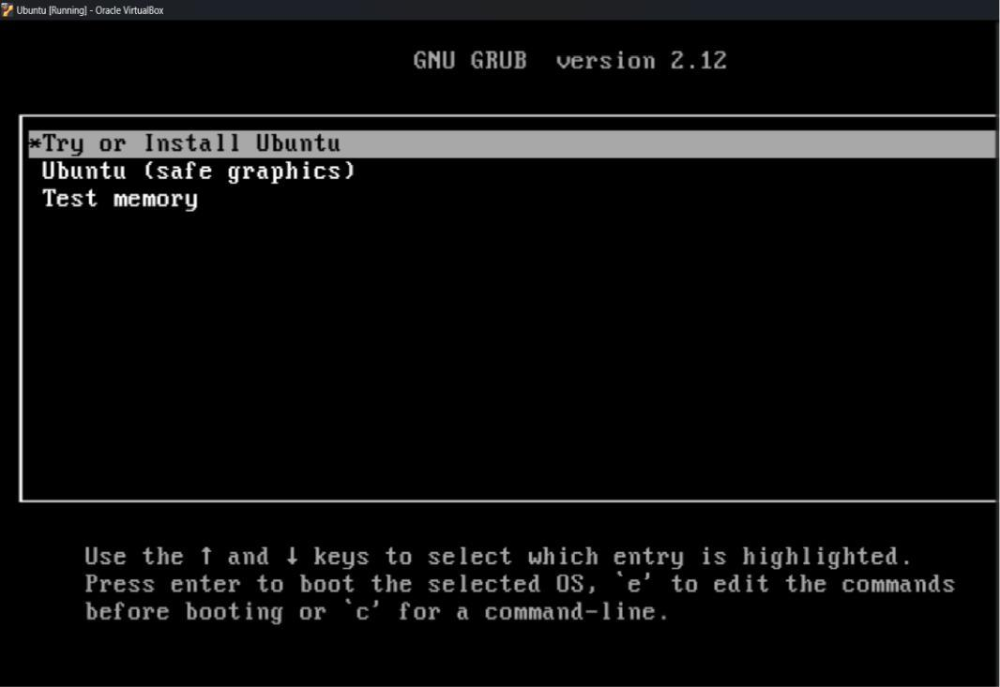 Ubuntu [Running] - Oracle VirtualBox
GNU GRUB version 2.12
*Try or Install Ubuntu
Ubuntu (safe graphics)
Test memory
Use the ↑ and ↓ keys to select which entry is highlighted.
Press enter to boot the selected OS, `e' to edit the commands
before booting or `c' for a command-line.